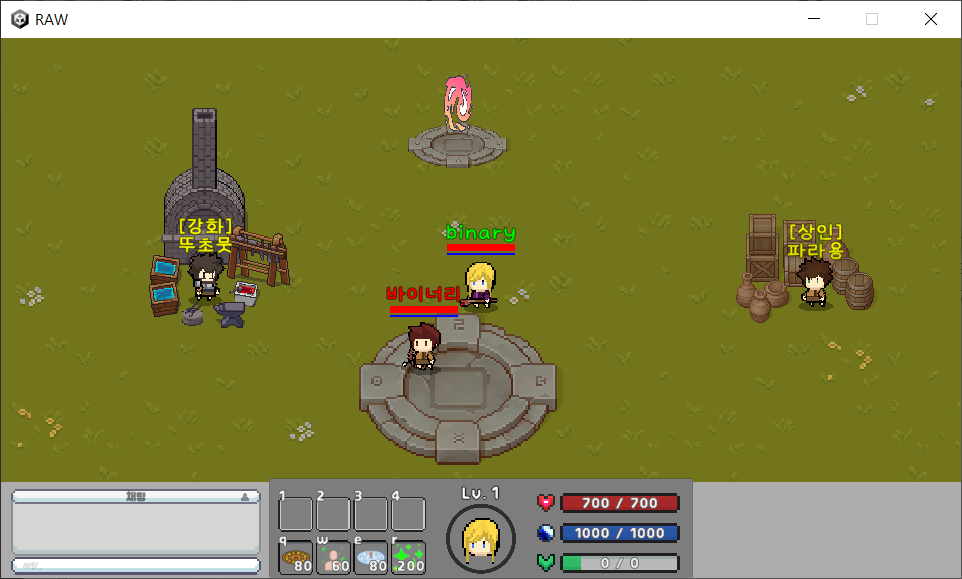 RAW
[강화]
뚜초뭇
binary
바이너리
[상인]
파라용
채팅
1 2 3 4
q w e r
80 60 80 200
Lv. 1
700 / 700
1000 / 1000
0 / 0